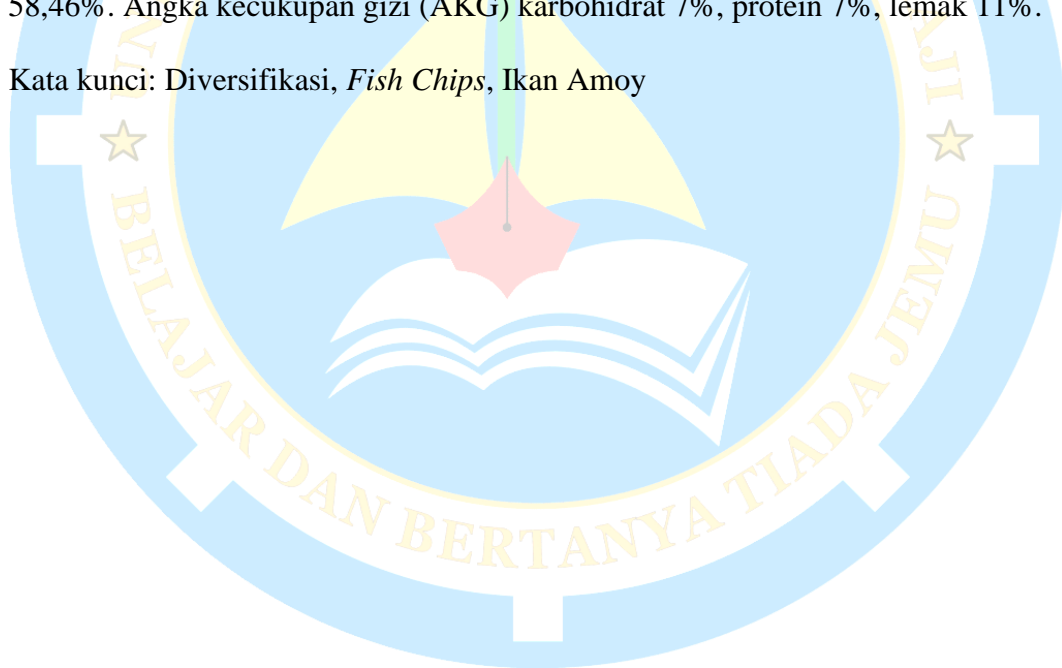 58,46%. Angka kecukupan gizi (AKG) karbohidrat 7%, protein 7%, lemak 11%.
Kata kunci: Diversifikasi, Fish Chips, Ikan Amoy
BELAJAR DAN BERTANYA TIADA JEMU